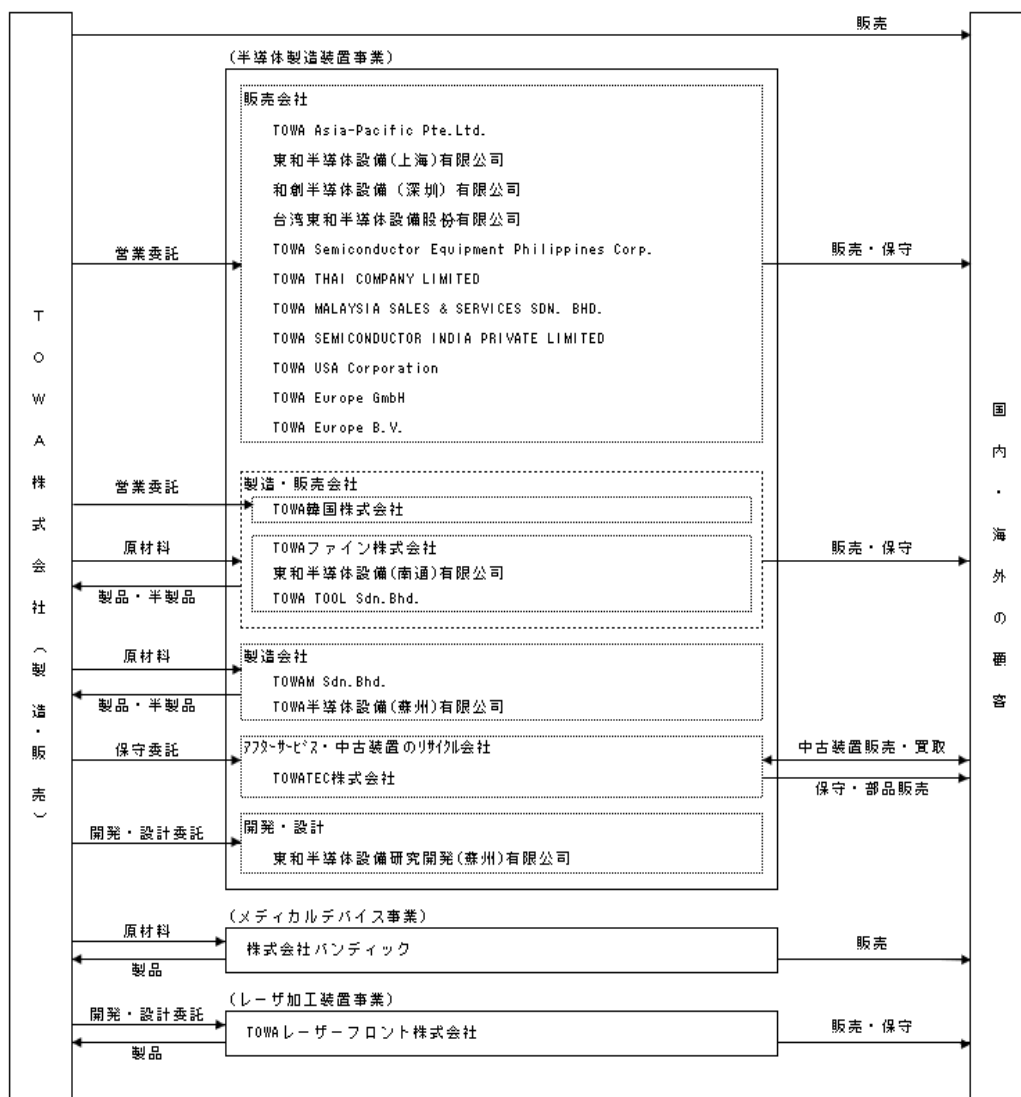 販売
(半導体製造装置事業)
販売会社
TOWA Asia-Pacific Pte.Ltd.
東和半導体設備(上海)有限公司
和創半導体設備（深圳）有限公司
台湾東和半導体設備股份有限公司
TOWA Semiconductor Equipment Philippines Corp.
TOWA THAI COMPANY LIMITED
TOWA MALAYSIA SALES & SERVICES SDN. BHD.
TOWA SEMICONDUCTOR INDIA PRIVATE LIMITED
TOWA USA Corporation
TOWA Europe GmbH
TOWA Europe B.V.
営業委託
販売・保守
TOWA株式会社(製造・販売)
国内・海外の顧客
製造・販売会社
営業委託
TOWA韓国株式会社
原材料
製品・半製品
TOWAファイン株式会社
東和半導体設備(南通)有限公司
TOWA TOOL Sdn.Bhd.
販売・保守
製造会社
原材料
製品・半製品
TOWAM Sdn.Bhd.
TOWA半導体設備(蘇州)有限公司
ｱﾌﾀｰｻｰﾋﾞｽ・中古装置のﾘｻｲｸﾙ会社
保守委託
TOWATEC株式会社
中古装置販売・買取
保守・部品販売
開発・設計
開発・設計委託
東和半導体設備研究開発(蘇州)有限公司
(メディカルデバイス事業)
原材料
製品
株式会社バンディック
販売
(レーザ加工装置事業)
開発・設計委託
製品
TOWAレーザーフロント株式会社
販売・保守